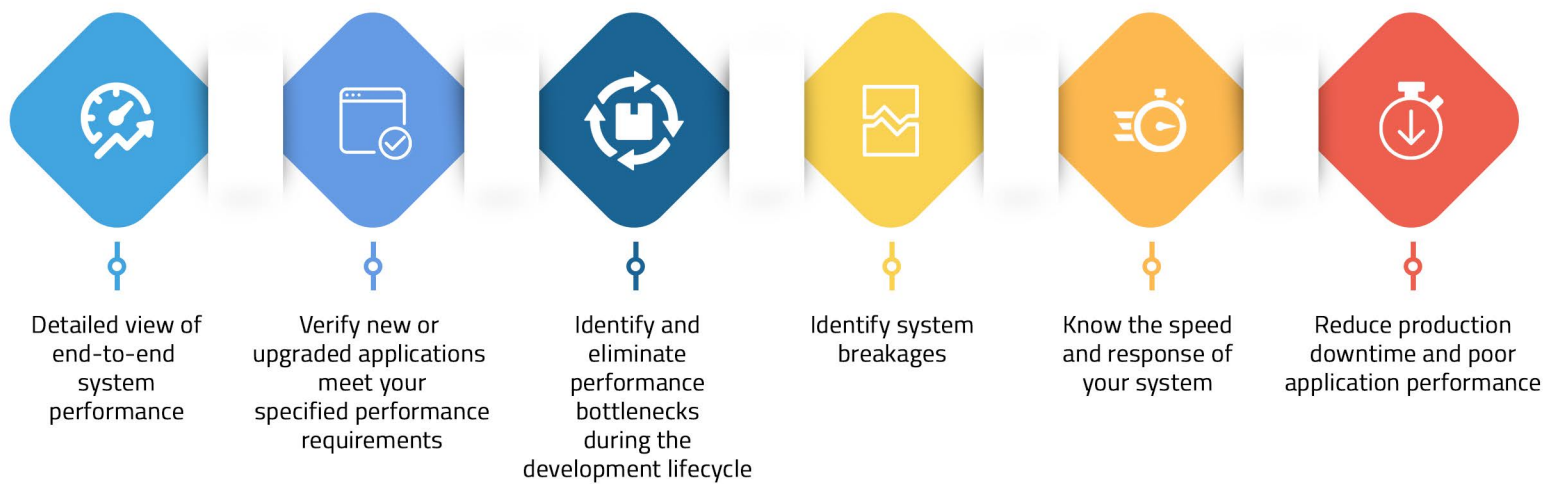 Detailed view of
end-to-end
system
performance
Verify new or
upgraded applications
meet your
specified performance
requirements
Identify and
eliminate
performance
bottlenecks
during the
development lifecycle
Identify system
breakages
Know the speed
and response of
your system
Reduce production
downtime and poor
application performance